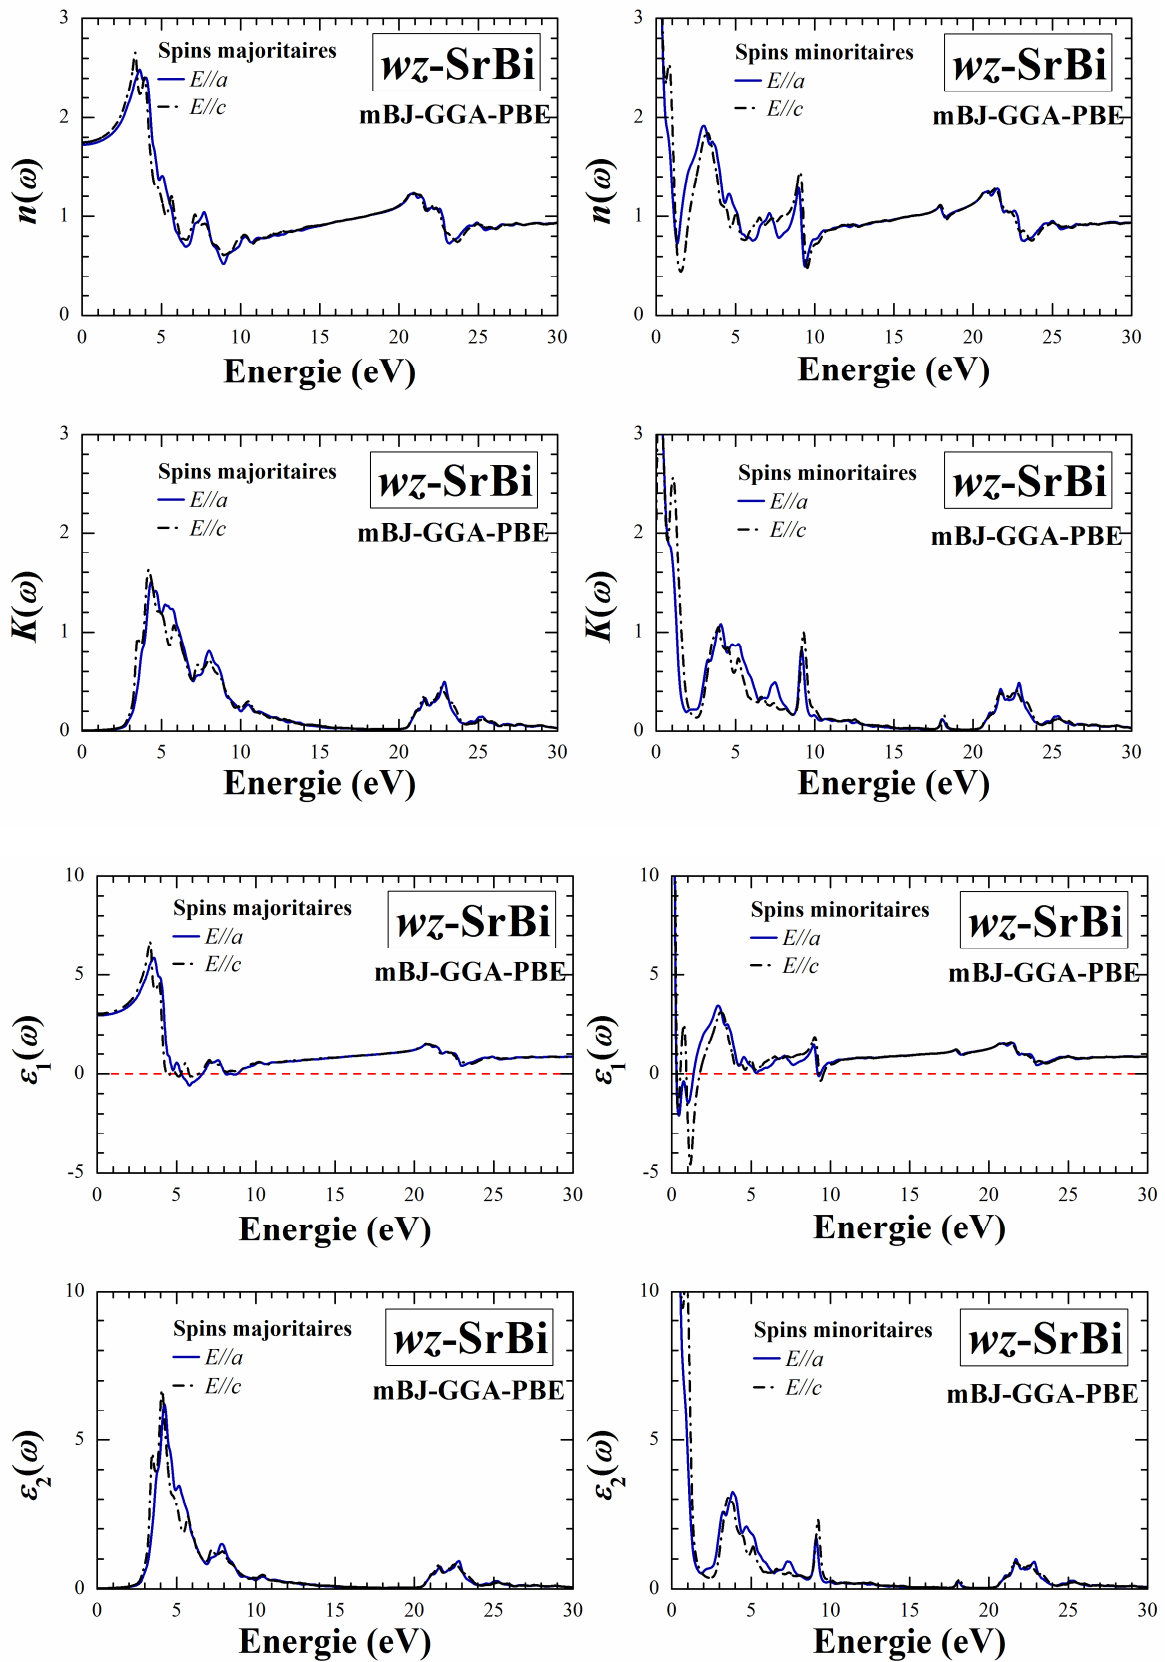 3
2
1
0
n(ω)
Spins majoritaires
E//a
E//c
wz-SrBi
mBJ-GGA-PBE
0 5 10 15 20 25 30
Energie (eV)
3
2
1
0
n(ω)
Spins minoritaires
E//a
E//c
wz-SrBi
mBJ-GGA-PBE
0 5 10 15 20 25 30
Energie (eV)
3
2
1
0
K(ω)
Spins majoritaires
E//a
E//c
wz-SrBi
mBJ-GGA-PBE
0 5 10 15 20 25 30
Energie (eV)
3
2
1
0
K(ω)
Spins minoritaires
E//a
E//c
wz-SrBi
mBJ-GGA-PBE
0 5 10 15 20 25 30
Energie (eV)
10
5
0
-5
ε1(ω)
Spins majoritaires
E//a
E//c
wz-SrBi
mBJ-GGA-PBE
0 5 10 15 20 25 30
Energie (eV)
10
5
0
-5
ε1(ω)
Spins minoritaires
E//a
E//c
wz-SrBi
mBJ-GGA-PBE
0 5 10 15 20 25 30
Energie (eV)
10
5
0
ε2(ω)
Spins majoritaires
E//a
E//c
wz-SrBi
mBJ-GGA-PBE
0 5 10 15 20 25 30
Energie (eV)
10
5
0
ε2(ω)
Spins minoritaires
E//a
E//c
wz-SrBi
mBJ-GGA-PBE
0 5 10 15 20 25 30
Energie (eV)